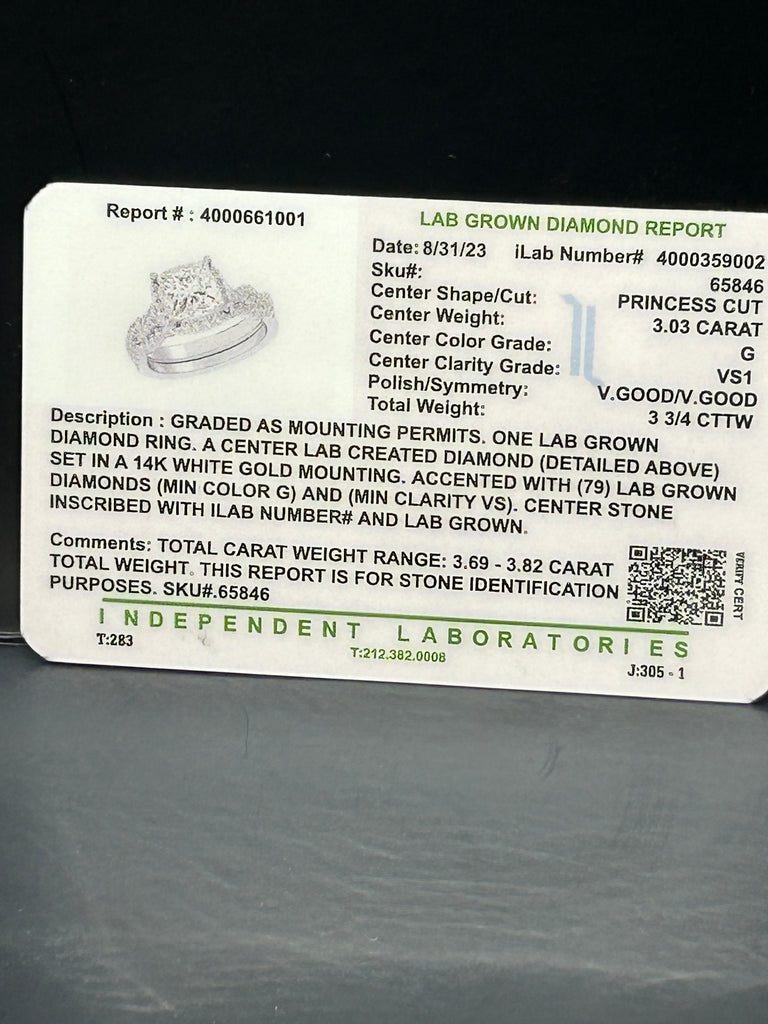 Report # : 4000661001
LAB GROWN DIAMOND REPORT
Date: 8/31/23 iLab Number# 4000359002
Sku#: 65846
Center Shape/Cut: PRINCESS CUT
Center Weight: 3.03 CARAT
Center Color Grade: G
Center Clarity Grade: VS1
Polish/Symmetry: V.GOOD/V.GOOD
Total Weight: 3 3/4 CTTW
Description : GRADED AS MOUNTING PERMITS. ONE LAB GROWN
DIAMOND RING. A CENTER LAB CREATED DIAMOND (DETAILED ABOVE)
SET IN A 14K WHITE GOLD MOUNTING. ACCENTED WITH (79) LAB GROWN
DIAMONDS (MIN COLOR G) AND (MIN CLARITY VS). CENTER STONE
INSCRIBED WITH ILAB NUMBER# AND LAB GROWN.
Comments: TOTAL CARAT WEIGHT RANGE: 3.69 - 3.82 CARAT
TOTAL WEIGHT. THIS REPORT IS FOR STONE IDENTIFICATION
PURPOSES. SKU#.65846
VERIFY CERT
INDEPENDENT LABORATORIES
T:283
T:212.382.0008
J:305 - 1